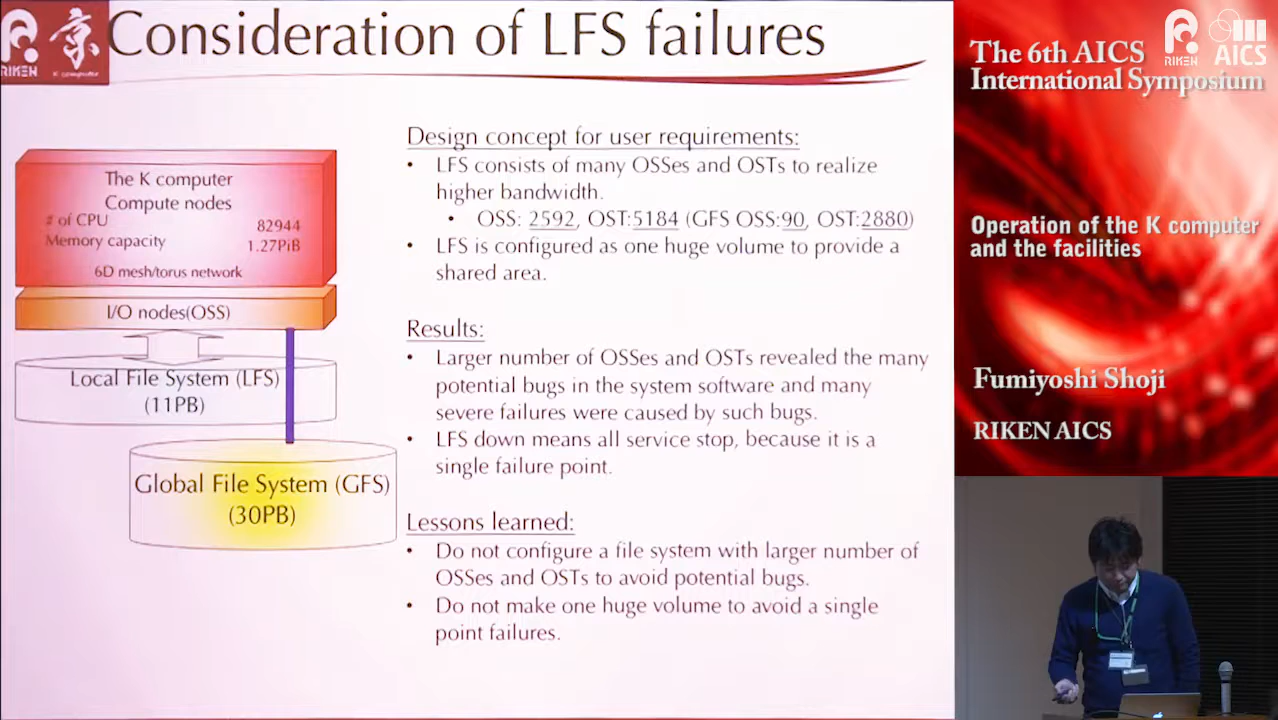 RIKEN
京
K computer
Consideration of LFS failures
The K computer
Compute nodes
# of CPU 82944
Memory capacity 1.27PiB
6D mesh/torus network
I/O nodes(OSS)
Local File System (LFS)
(11PB)
Global File System (GFS)
(30PB)
Design concept for user requirements:
• LFS consists of many OSSes and OSTs to realize
higher bandwidth.
• OSS: 2592, OST:5184 (GFS OSS:90, OST:2880)
• LFS is configured as one huge volume to provide a
shared area.
Results:
• Larger number of OSSes and OSTs revealed the many
potential bugs in the system software and many
severe failures were caused by such bugs.
• LFS down means all service stop, because it is a
single failure point.
Lessons learned:
• Do not configure a file system with larger number of
OSSes and OSTs to avoid potential bugs.
• Do not make one huge volume to avoid a single
point failures.
The 6th AICS
International Symposium
RIKEN
AICS
Operation of the K computer
and the facilities
Fumiyoshi Shoji
RIKEN AICS